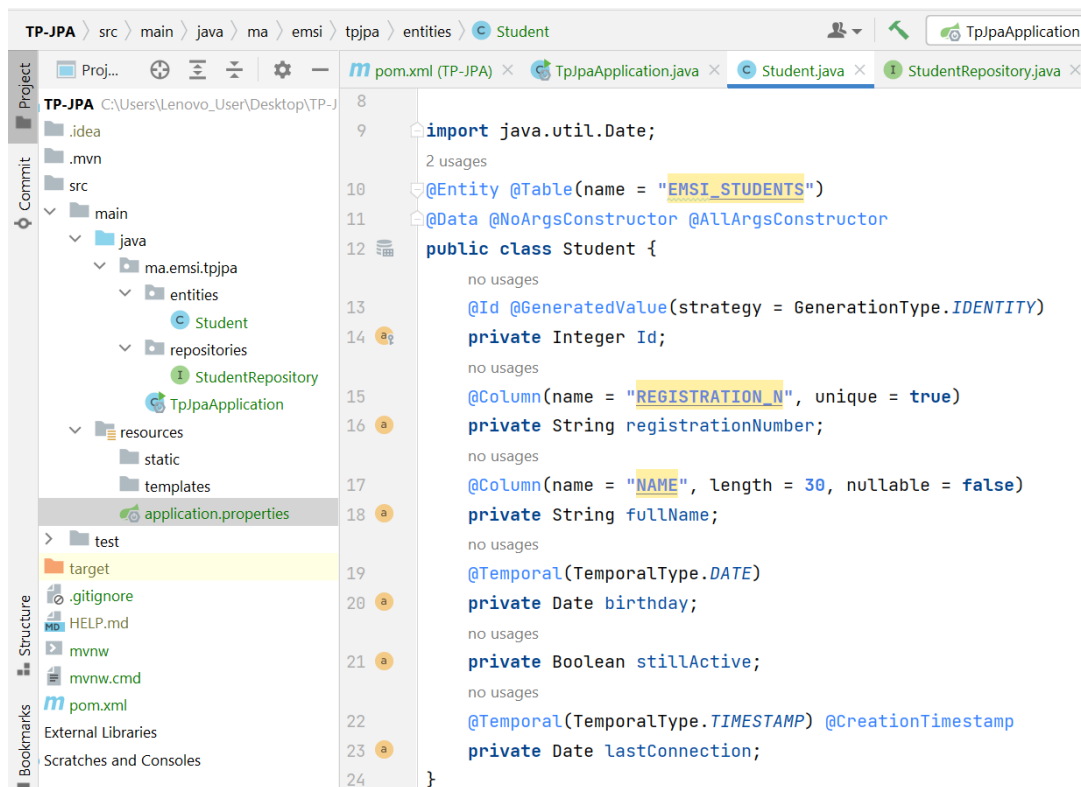 TP-JPA 〉 src 〉 main 〉 java 〉 ma 〉 emsi 〉 tpjpa 〉 entities 〉 C Student
TpJpaApplication
Project
Commit
Structure
Bookmarks
Proj...
TP-JPA C:\Users\Lenovo_User\Desktop\TP-J
.idea
.mvn
src
main
java
ma.emsi.tpjpa
entities
C Student
repositories
I StudentRepository
C TpJpaApplication
resources
static
templates
application.properties
test
target
.gitignore
MD HELP.md
mvnw
mvnw.cmd
m pom.xml
External Libraries
Scratches and Consoles
m pom.xml (TP-JPA) × C TpJpaApplication.java × C Student.java × I StudentRepository.java ×
8
9 import java.util.Date;
2 usages
10 @Entity @Table(name = "EMSI_STUDENTS")
11 @Data @NoArgsConstructor @AllArgsConstructor
12 public class Student {
no usages
13 @Id @GeneratedValue(strategy = GenerationType.IDENTITY)
14 a private Integer Id;
no usages
15 @Column(name = "REGISTRATION_N", unique = true)
16 a private String registrationNumber;
no usages
17 @Column(name = "NAME", length = 30, nullable = false)
18 a private String fullName;
no usages
19 @Temporal(TemporalType.DATE)
20 a private Date birthday;
no usages
21 a private Boolean stillActive;
no usages
22 @Temporal(TemporalType.TIMESTAMP) @CreationTimestamp
23 a private Date lastConnection;
24 }